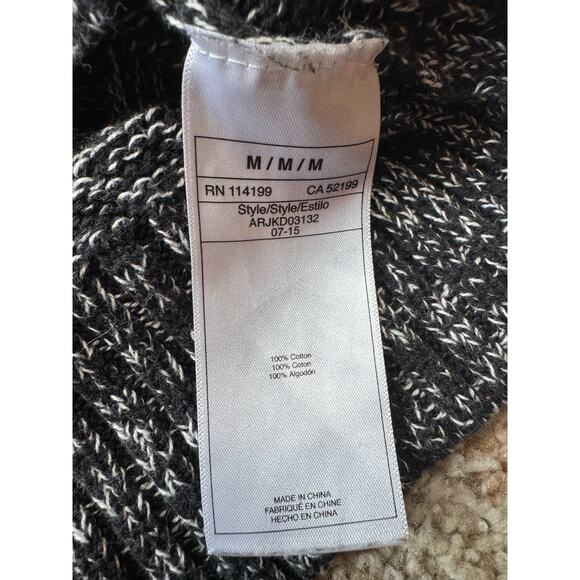 M / M / M
RN 114199 CA 52199
Style/Style/Estilo
ARJKD03132
07-15
100% Cotton
100% Coton
100% Algodón
MADE IN CHINA
FABRIQUÉ EN CHINE
HECHO EN CHINA